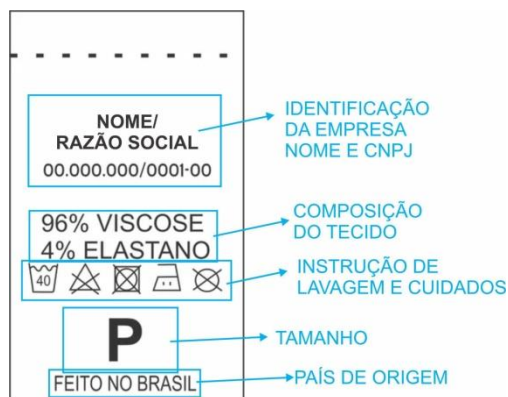 NOME/
RAZÃO SOCIAL
00.000.000/0001-00
IDENTIFICAÇÃO
DA EMPRESA
NOME E CNPJ
96% VISCOSE
4% ELASTANO
COMPOSIÇÃO
DO TECIDO
40
INSTRUÇÃO DE
LAVAGEM E CUIDADOS
P
TAMANHO
FEITO NO BRASIL
PAÍS DE ORIGEM